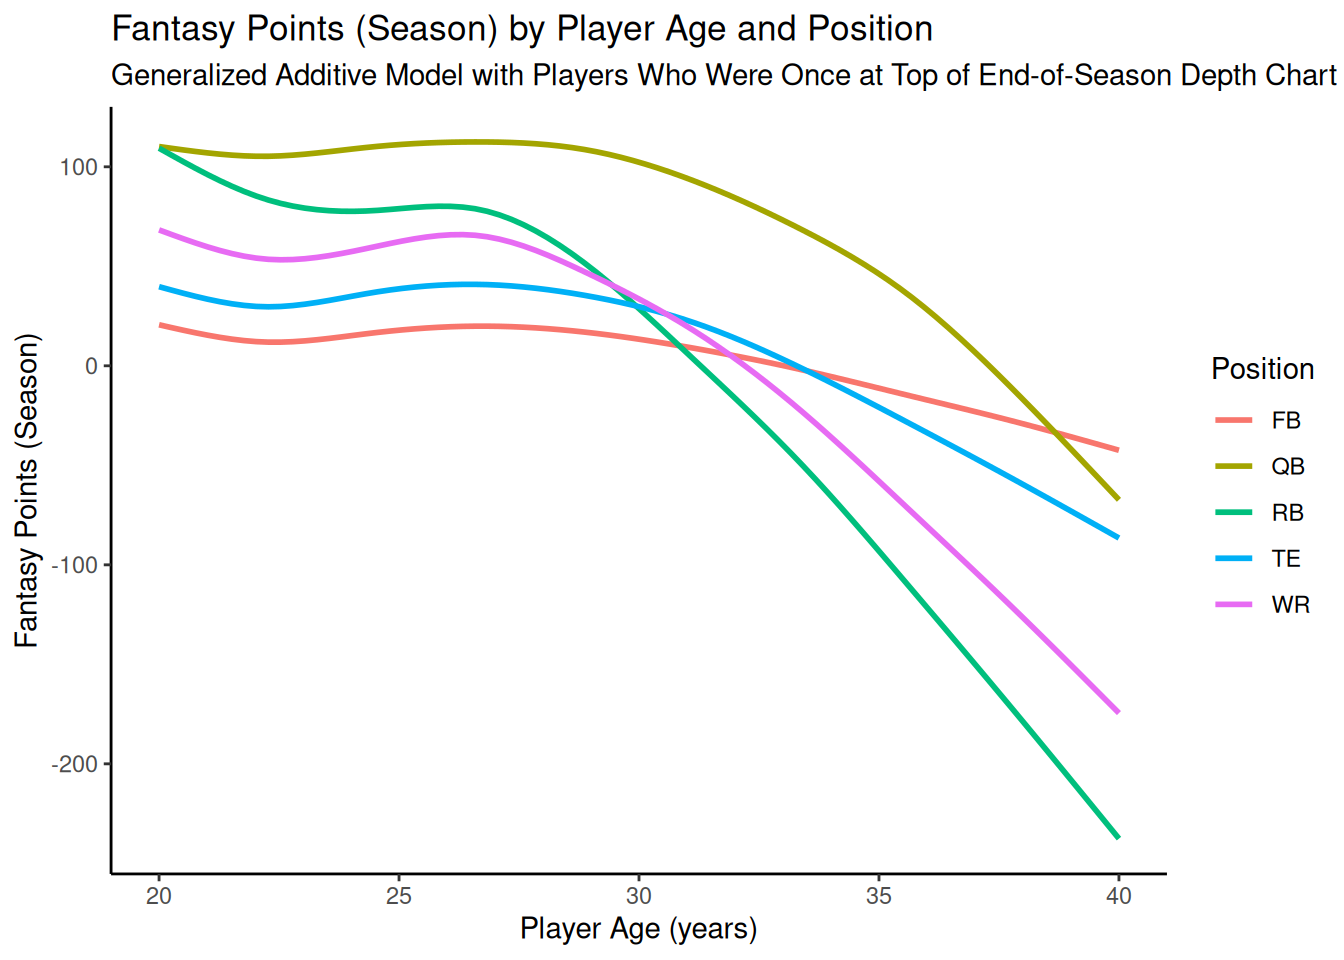 Fantasy Points (Season) by Player Age and Position
Generalized Additive Model with Players Who Were Once at Top of End-of-Season Depth Chart
Fantasy Points (Season)
100
0
-100
-200
20
25
30
35
40
Player Age (years)
Position
FB
QB
RB
TE
WR